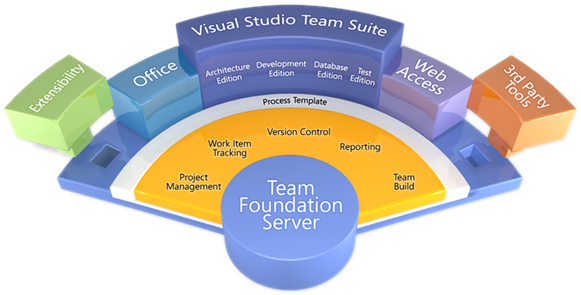 Visual Studio Team Suite
Architecture
Edition
Development
Edition
Database
Edition
Test
Edition
Extensibility
Office
Web
Access
3rd Party
Tools
Process Template
Version Control
Work Item
Tracking
Reporting
Project
Management
Team
Build
Team
Foundation
Server